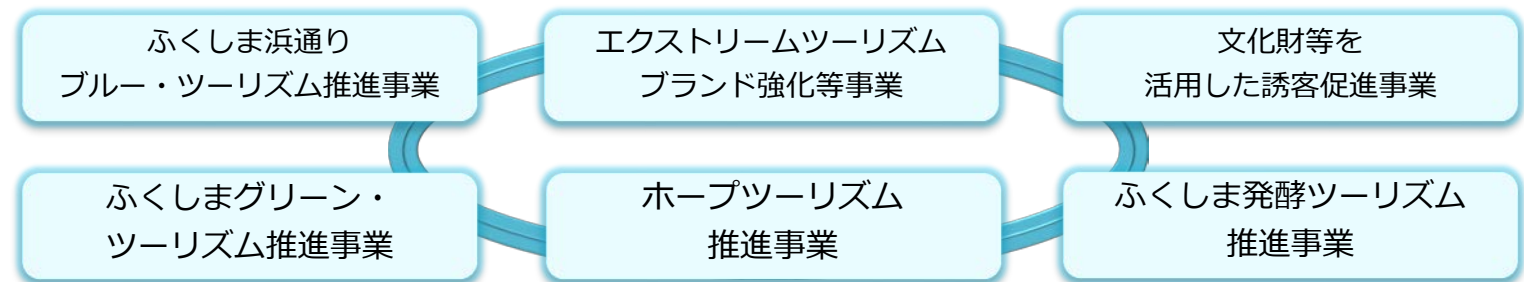 ふくしま浜通り
ブルー・ツーリズム推進事業
エクストリームツーリズム
ブランド強化等事業
文化財等を
活用した誘客促進事業
ふくしまグリーン・
ツーリズム推進事業
ホープツーリズム
推進事業
ふくしま発酵ツーリズム
推進事業